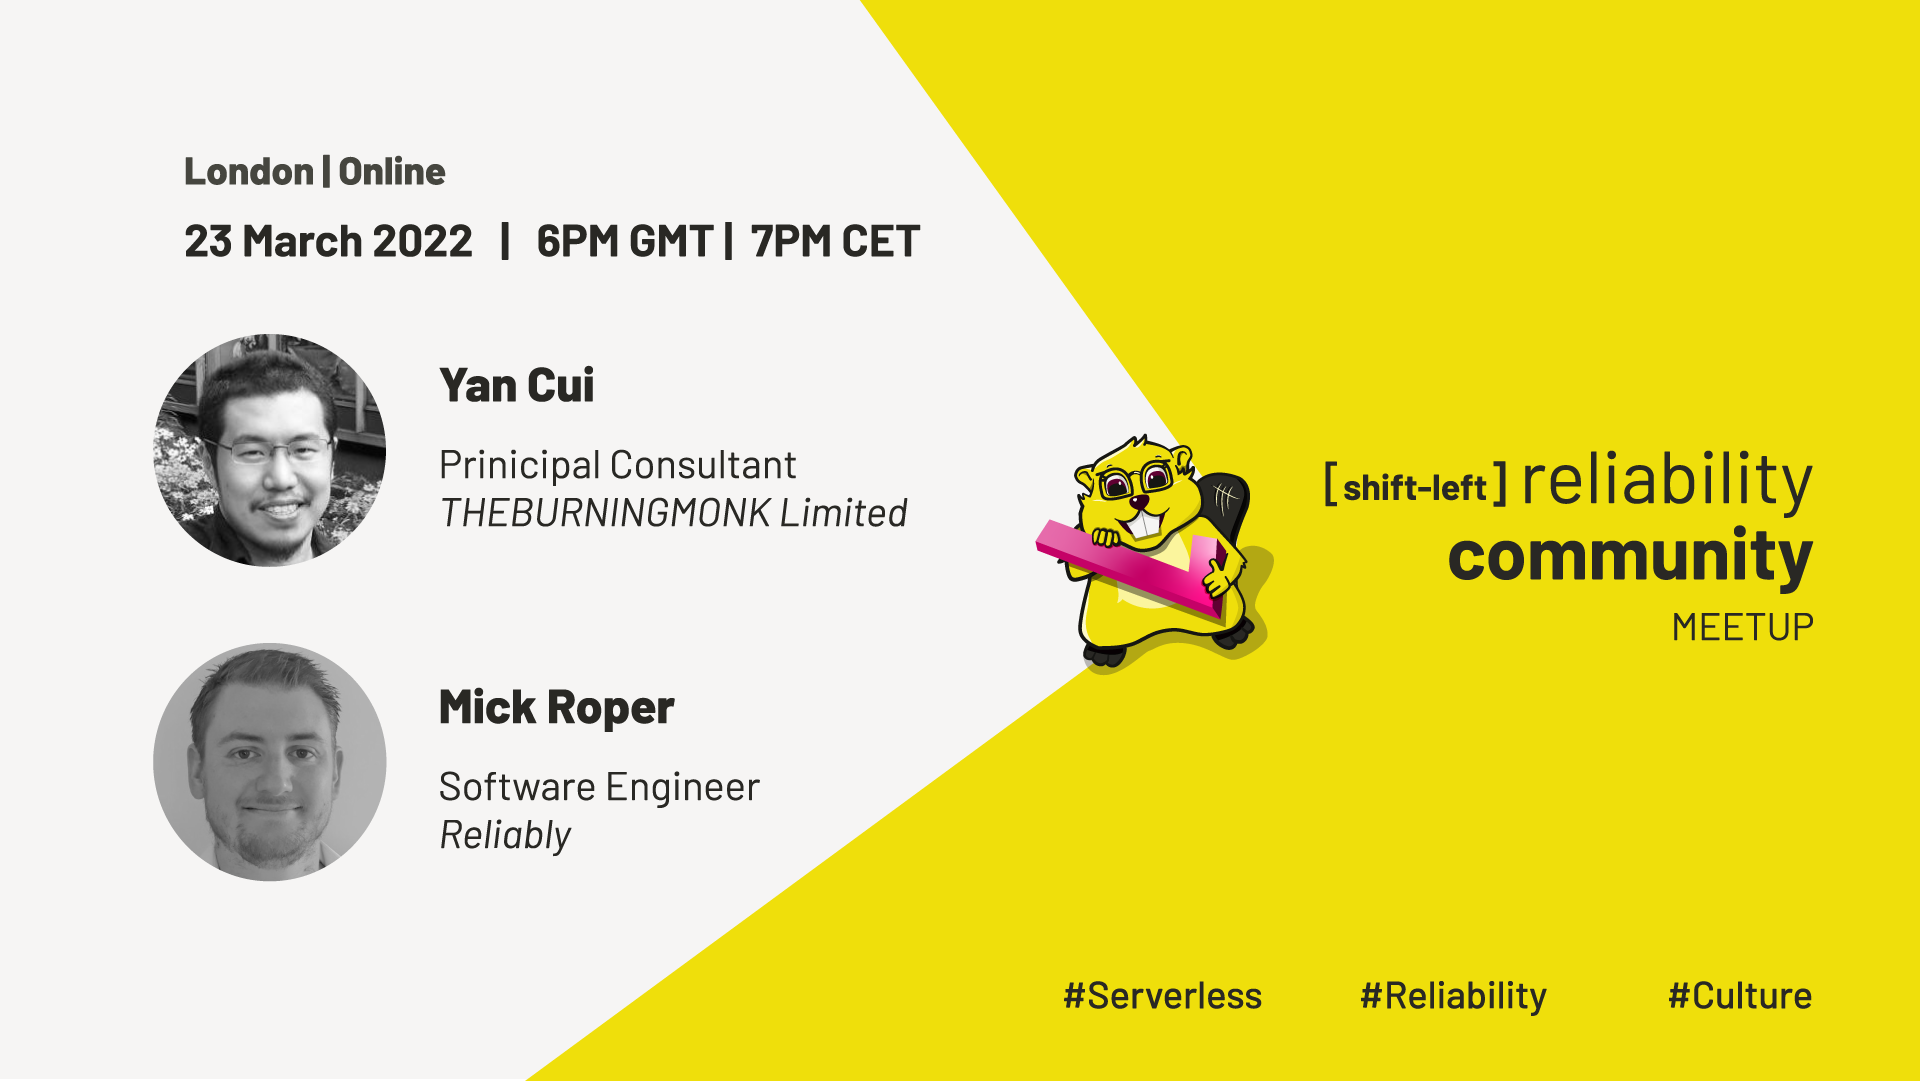 London | Online
23 March 2022 | 6PM GMT | 7PM CET
Yan Cui
Prinicipal Consultant
THEBURNINGMONK Limited
Mick Roper
Software Engineer
Reliably
[shift-left] reliability
community
MEETUP
#Serverless #Reliability #Culture